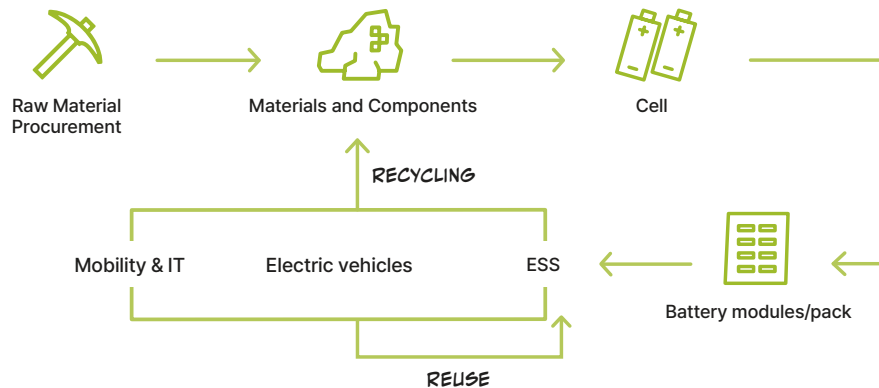 Raw Material
Procurement
Materials and Components
Cell
RECYCLING
Mobility & IT
Electric vehicles
ESS
Battery modules/pack
REUSE